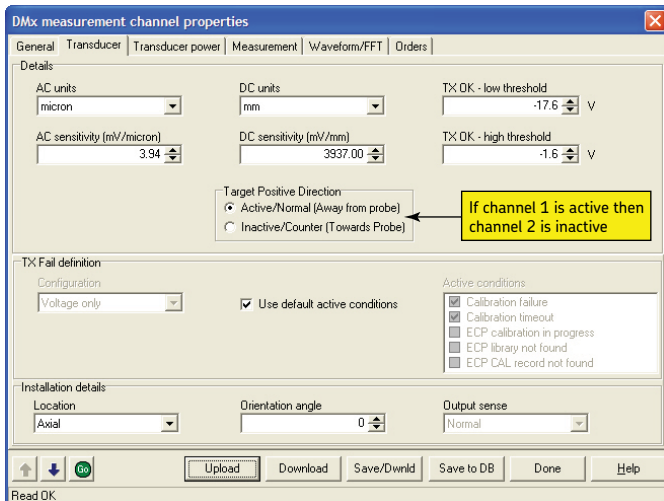 DMx measurement channel properties
General Transducer Transducer power Measurement Waveform/FFT Orders
Details
AC units DC units TX OK - low threshold
micron mm -17.6 V
AC sensitivity (mV/micron) DC sensitivity (mV/mm) TX OK - high threshold
3.94 3937.00 -1.6 V
Target Positive Direction
Active/Normal (Away from probe)
Inactive/Counter (Towards Probe)
If channel 1 is active then
channel 2 is inactive
TX Fail definition
Configuration
Voltage only
Use default active conditions
Active conditions
Calibration failure
Calibration timeout
ECP calibration in progress
ECP library not found
ECP CAL record not found
Installation details
Location Orientation angle Output sense
Axial 0 Normal
Go Upload Download Save/Dwnld Save to DB Done Help
Read OK